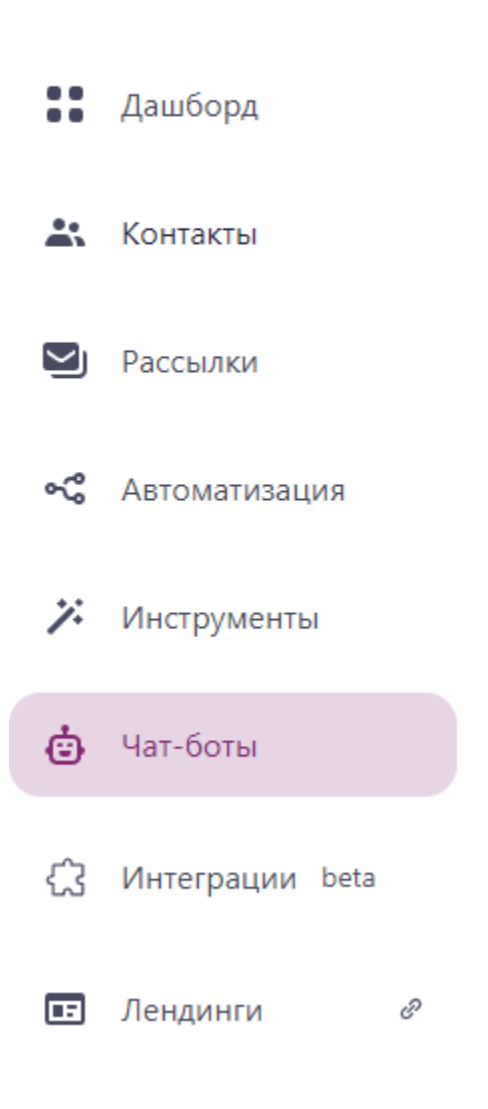 Дашборд
Контакты
Рассылки
Автоматизация
Инструменты
Чат-боты
Интеграции beta
Лендинги